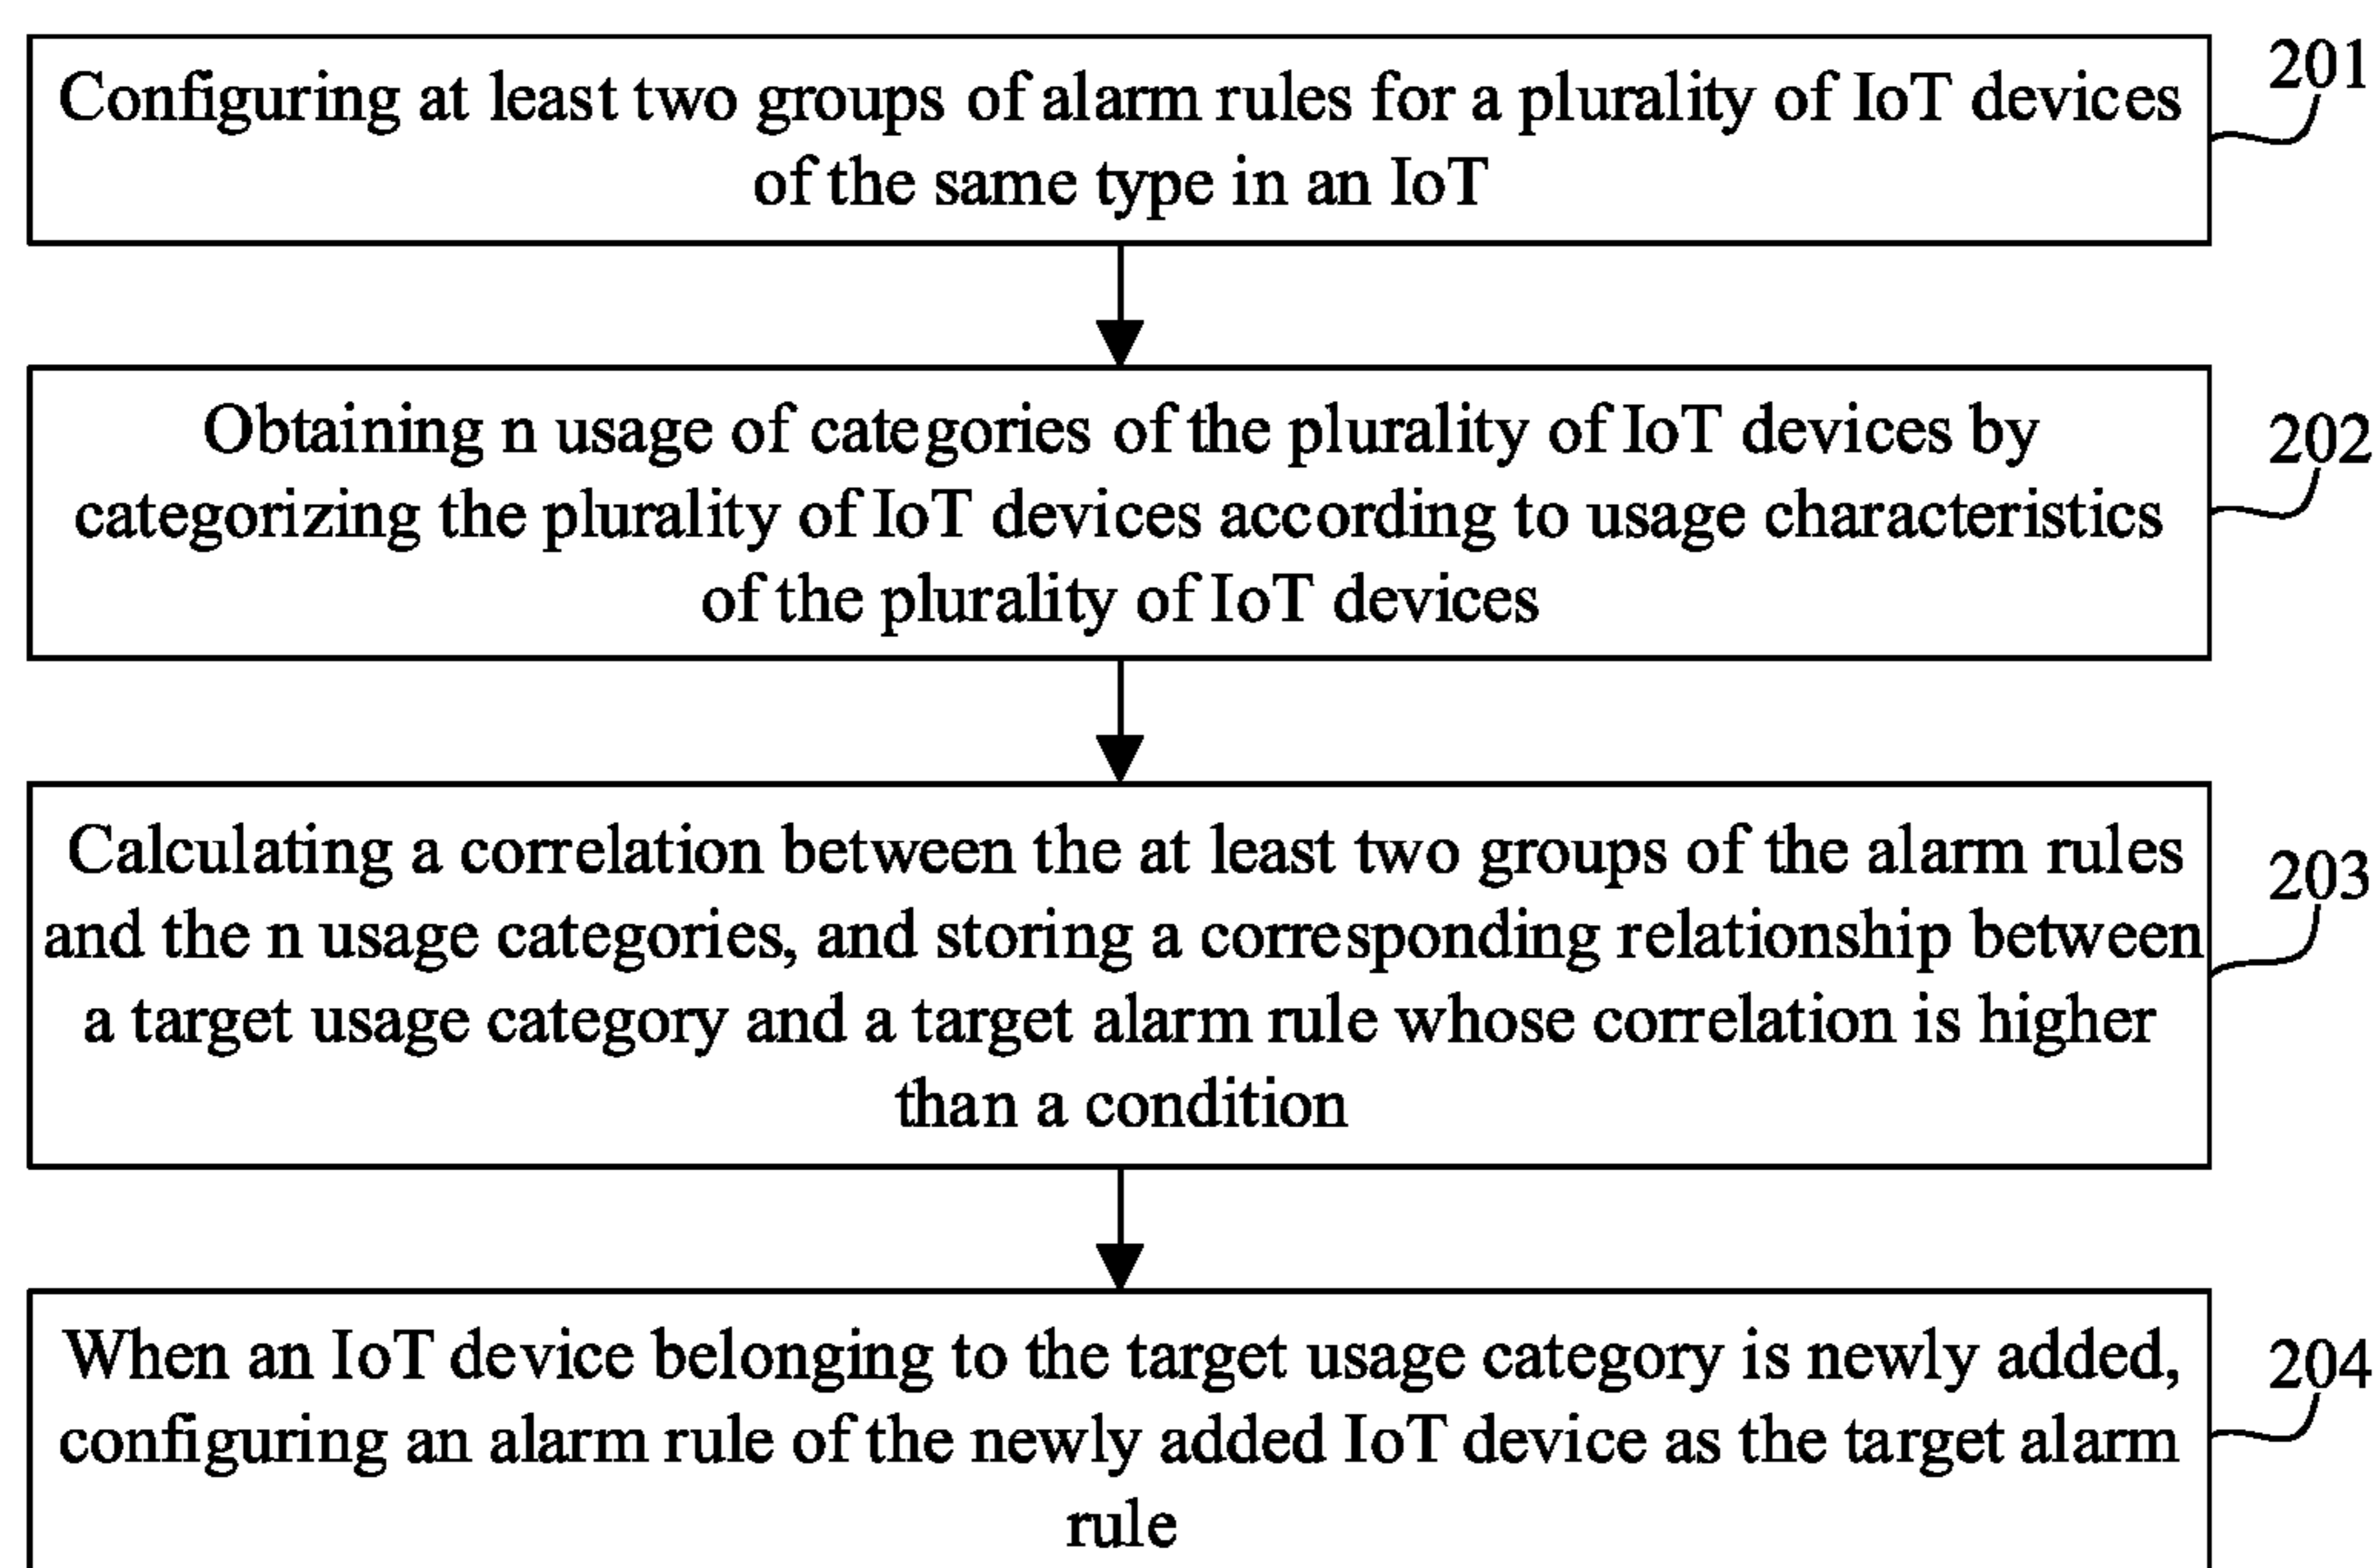 Configuring at least two groups of alarm rules for a plurality of IoT devices
of the same type in an IoT
201
Obtaining n usage of categories of the plurality of IoT devices by
categorizing the plurality of IoT devices according to usage characteristics
of the plurality of IoT devices
202
Calculating a correlation between the at least two groups of the alarm rules
and the n usage categories, and storing a corresponding relationship between
a target usage category and a target alarm rule whose correlation is higher
than a condition
203
When an IoT device belonging to the target usage category is newly added,
configuring an alarm rule of the newly added IoT device as the target alarm
rule
204